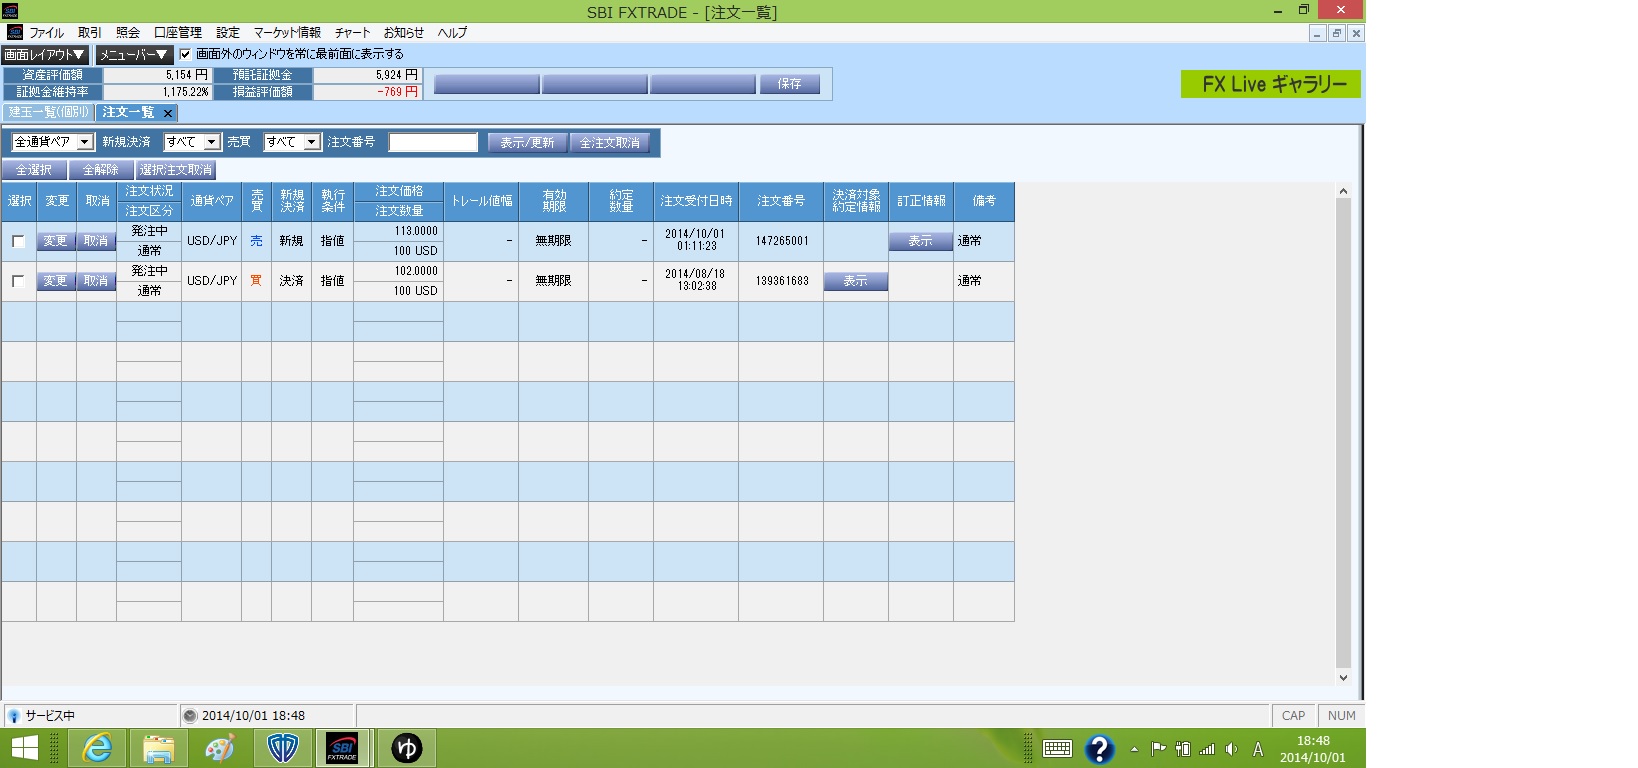 SBI FXTRADE - [注文一覧]
ファイル 取引 照会 口座管理 設定 マーケット情報 チャート お知らせ ヘルプ
画面レイアウト▼ メニューバー▼ 画面外のウィンドウを常に最前面に表示する
資産評価額 5,154 円 預託証拠金 5,924 円
証拠金維持率 1,175.22% 損益評価額 -769 円
保存
FX Live ギャラリー
建玉一覧(個別) 注文一覧
全通貨ペア 新規決済 すべて 売買 すべて 注文番号 表示/更新 全注文取消
全選択 全解除 選択注文取消
選択 変更 取消 注文状況 注文区分 通貨ペア 売買 新規決済 執行条件 注文価格 注文数量 トレール値幅 有効期限 約定数量 注文受付日時 注文番号 決済対象約定情報 訂正情報 備考
変更 取消 発注中 通常 USD/JPY 売 新規 指値 113.0000 100 USD - 無期限 - 2014/10/01 01:11:23 147265001 表示 通常
変更 取消 発注中 通常 USD/JPY 買 決済 指値 102.0000 100 USD - 無期限 - 2014/08/18 13:02:38 139361683 表示 通常
サービス中 2014/10/01 18:48 CAP NUM
SBI FXTRADE ゆ A 18:48
2014/10/01